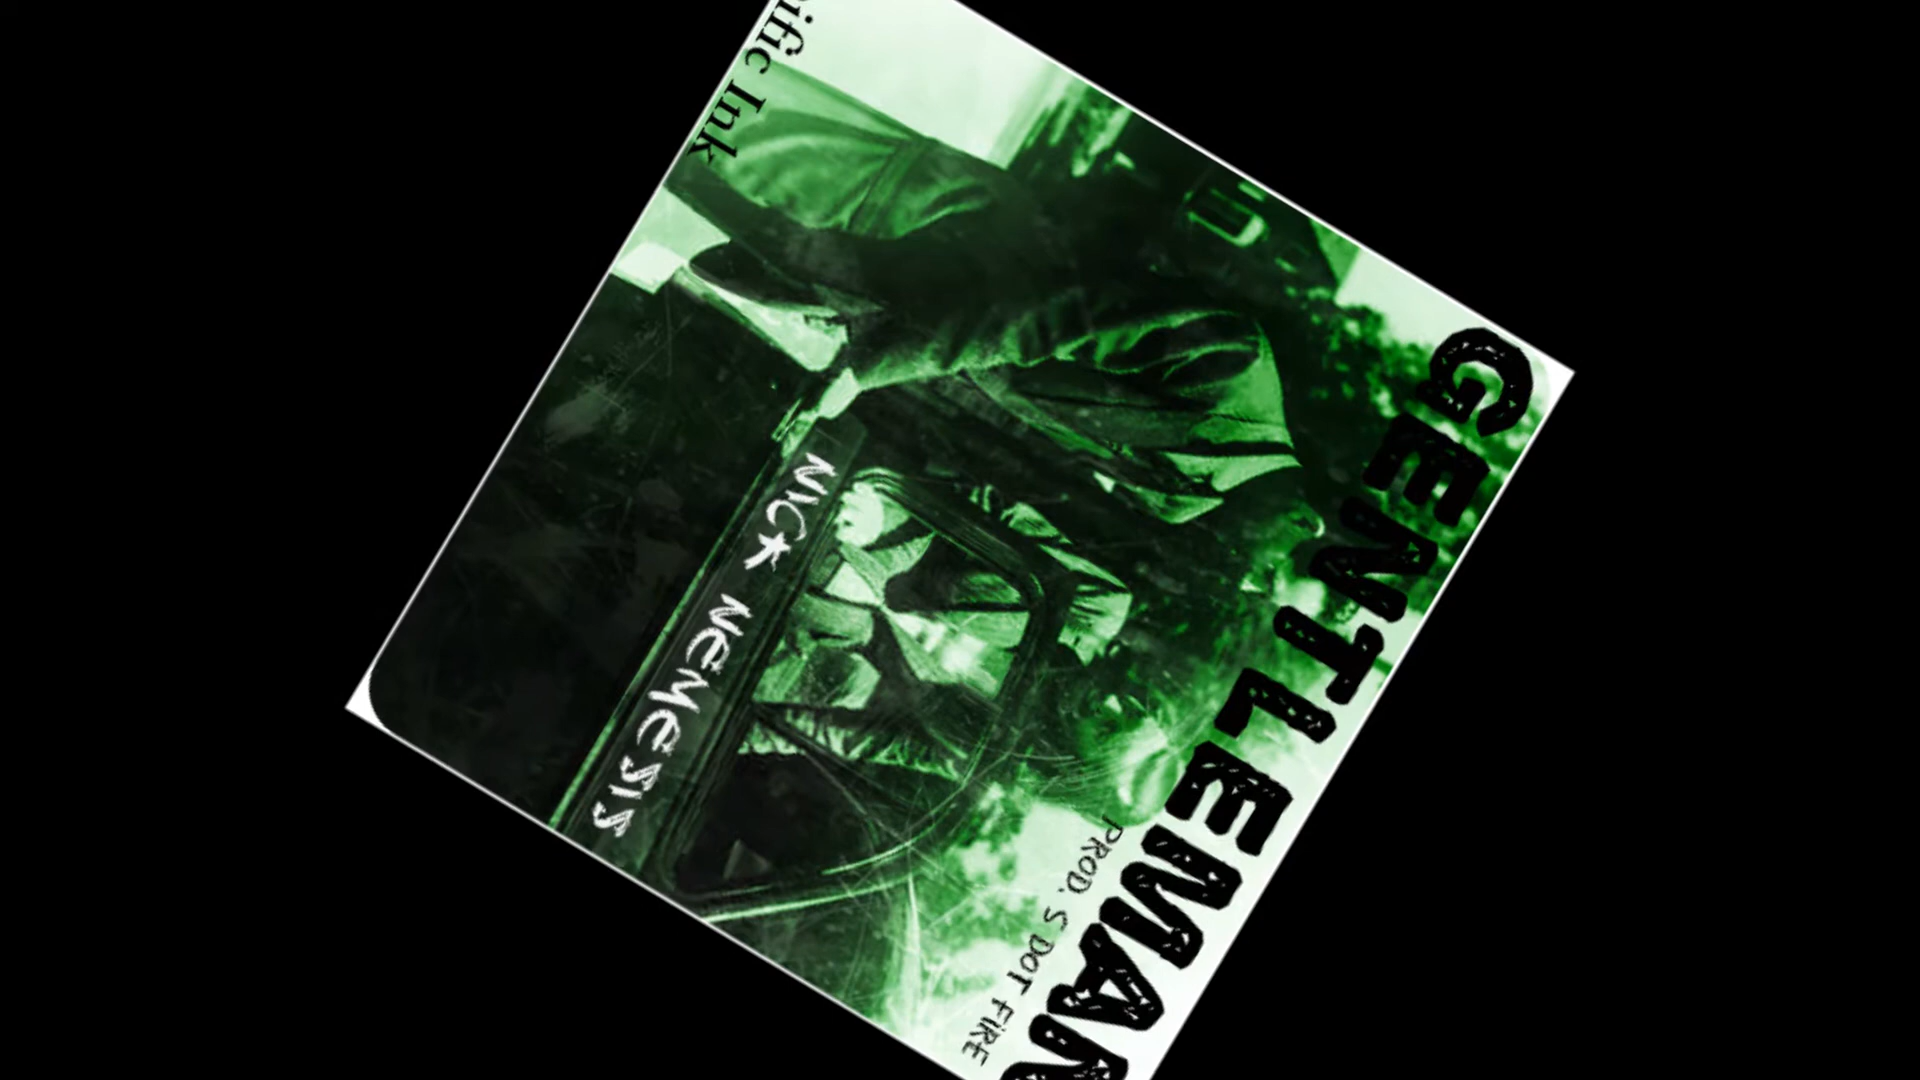 GENTLEMAN
PROD. S DOT FIRE
NICK NEMESIS
ific Ink